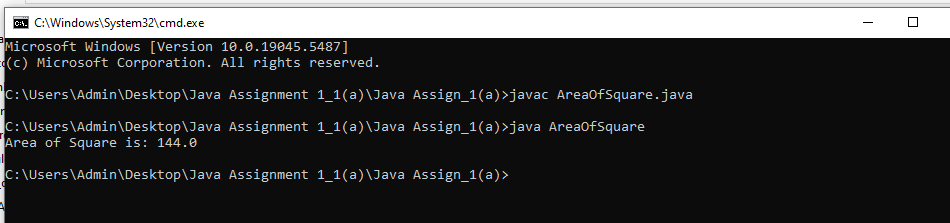 C:\Windows\System32\cmd.exe
Microsoft Windows [Version 10.0.19045.5487]
(c) Microsoft Corporation. All rights reserved.
C:\Users\Admin\Desktop\Java Assignment 1_1(a)\Java Assign_1(a)>javac AreaOfSquare.java
C:\Users\Admin\Desktop\Java Assignment 1_1(a)\Java Assign_1(a)>java AreaOfSquare
Area of Square is: 144.0
C:\Users\Admin\Desktop\Java Assignment 1_1(a)\Java Assign_1(a)>